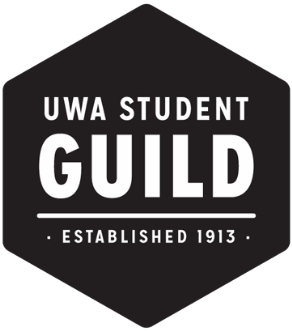 UWA STUDENT
GUILD
· ESTABLISHED 1913 ·